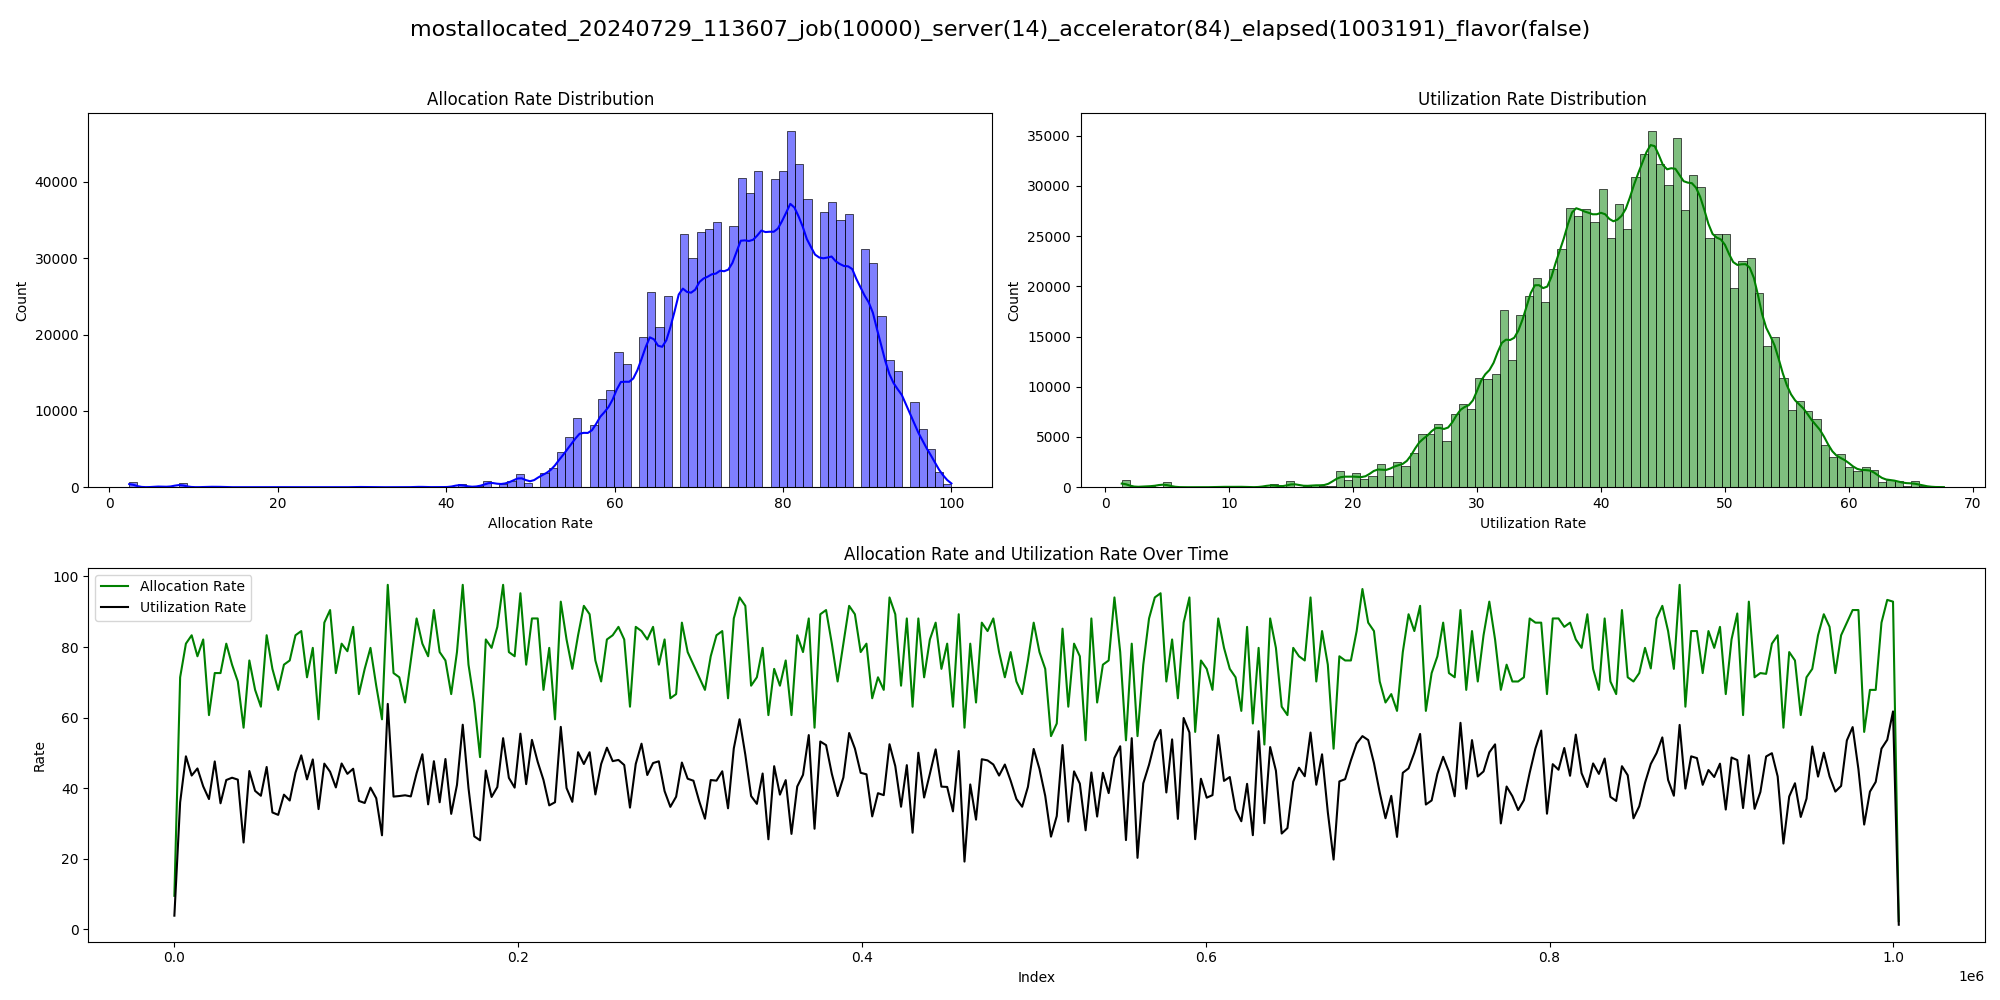 mostallocated_20240729_113607_job(10000)_server(14)_accelerator(84)_elapsed(1003191)_flavor(false)
Allocation Rate Distribution
Count
40000
30000
20000
10000
0
0 20 40 60 80 100
Allocation Rate
Utilization Rate Distribution
Count
35000
30000
25000
20000
15000
10000
5000
0
0 10 20 30 40 50 60 70
Utilization Rate
Allocation Rate and Utilization Rate Over Time
Allocation Rate
Utilization Rate
Rate
100
80
60
40
20
0
0.0 0.2 0.4 0.6 0.8 1.0
Index
1e6